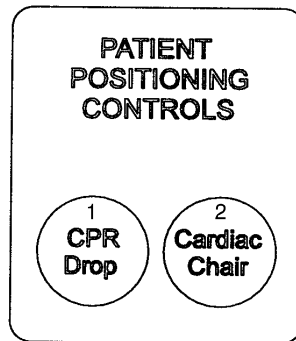 PATIENT
POSITIONING
CONTROLS
1
CPR
Drop
2
Cardiac
Chair